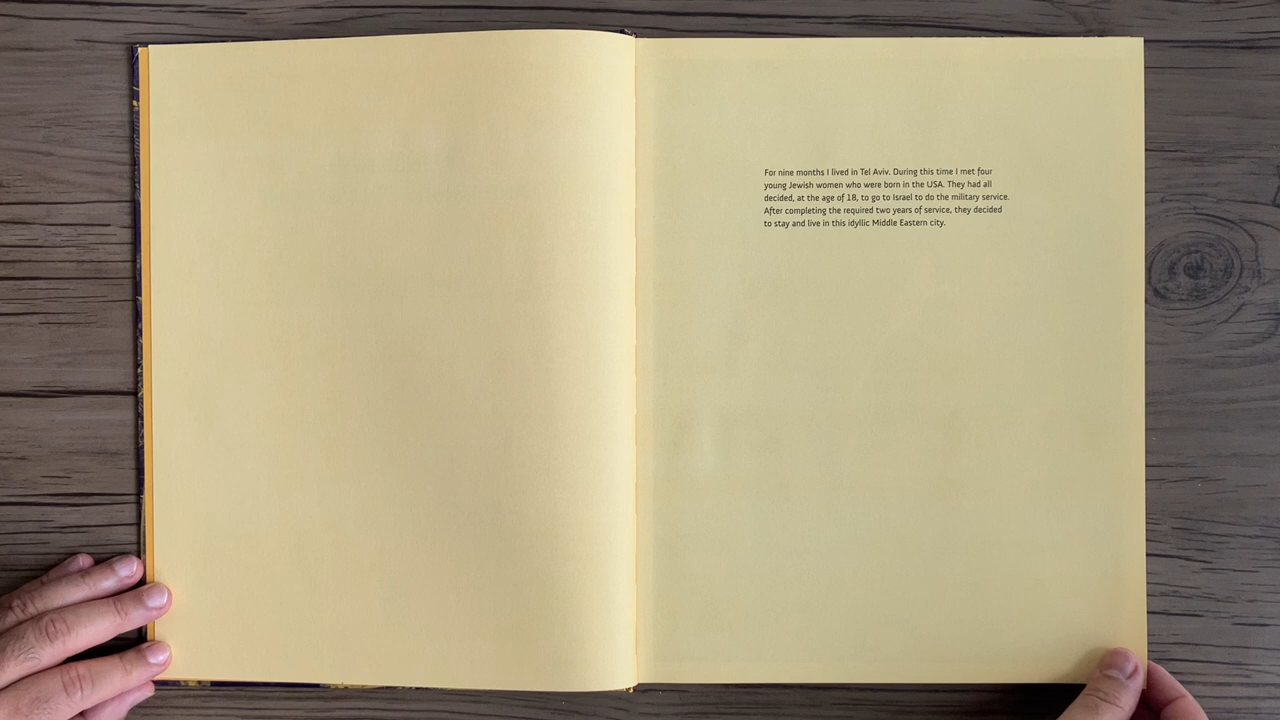 For nine months I lived in Tel Aviv. During this time I met four
young Jewish women who were born in the USA. They had all
decided, at the age of 18, to go to Israel to do the military service.
After completing the required two years of service, they decided
to stay and live in this idyllic Middle Eastern city.